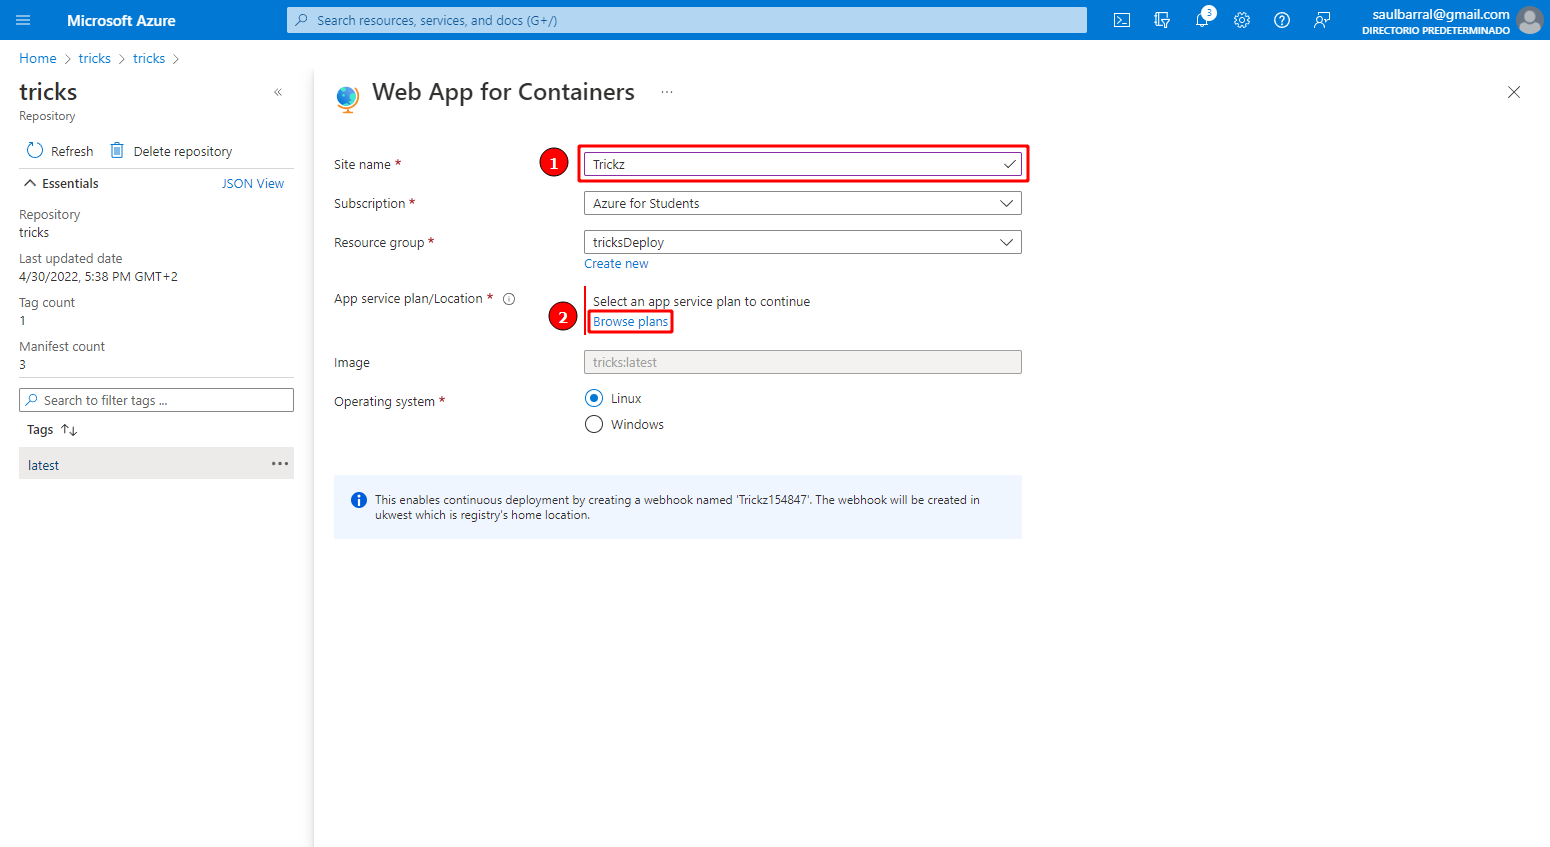 Microsoft Azure
Search resources, services, and docs (G+/)
3
saulbarral@gmail.com
DIRECTORIO PREDETERMINADO
Home > tricks > tricks >
tricks
«
Repository
Refresh
Delete repository
Essentials
JSON View
Repository
tricks
Last updated date
4/30/2022, 5:38 PM GMT+2
Tag count
1
Manifest count
3
Search to filter tags ...
Tags ↑↓
latest ...
Web App for Containers ...
Site name *
1
Trickz
Subscription *
Azure for Students
Resource group *
tricksDeploy
Create new
App service plan/Location *
Select an app service plan to continue
2
Browse plans
Image
tricks:latest
Operating system *
Linux
Windows
This enables continuous deployment by creating a webhook named 'Trickz154847'. The webhook will be created in
ukwest which is registry's home location.